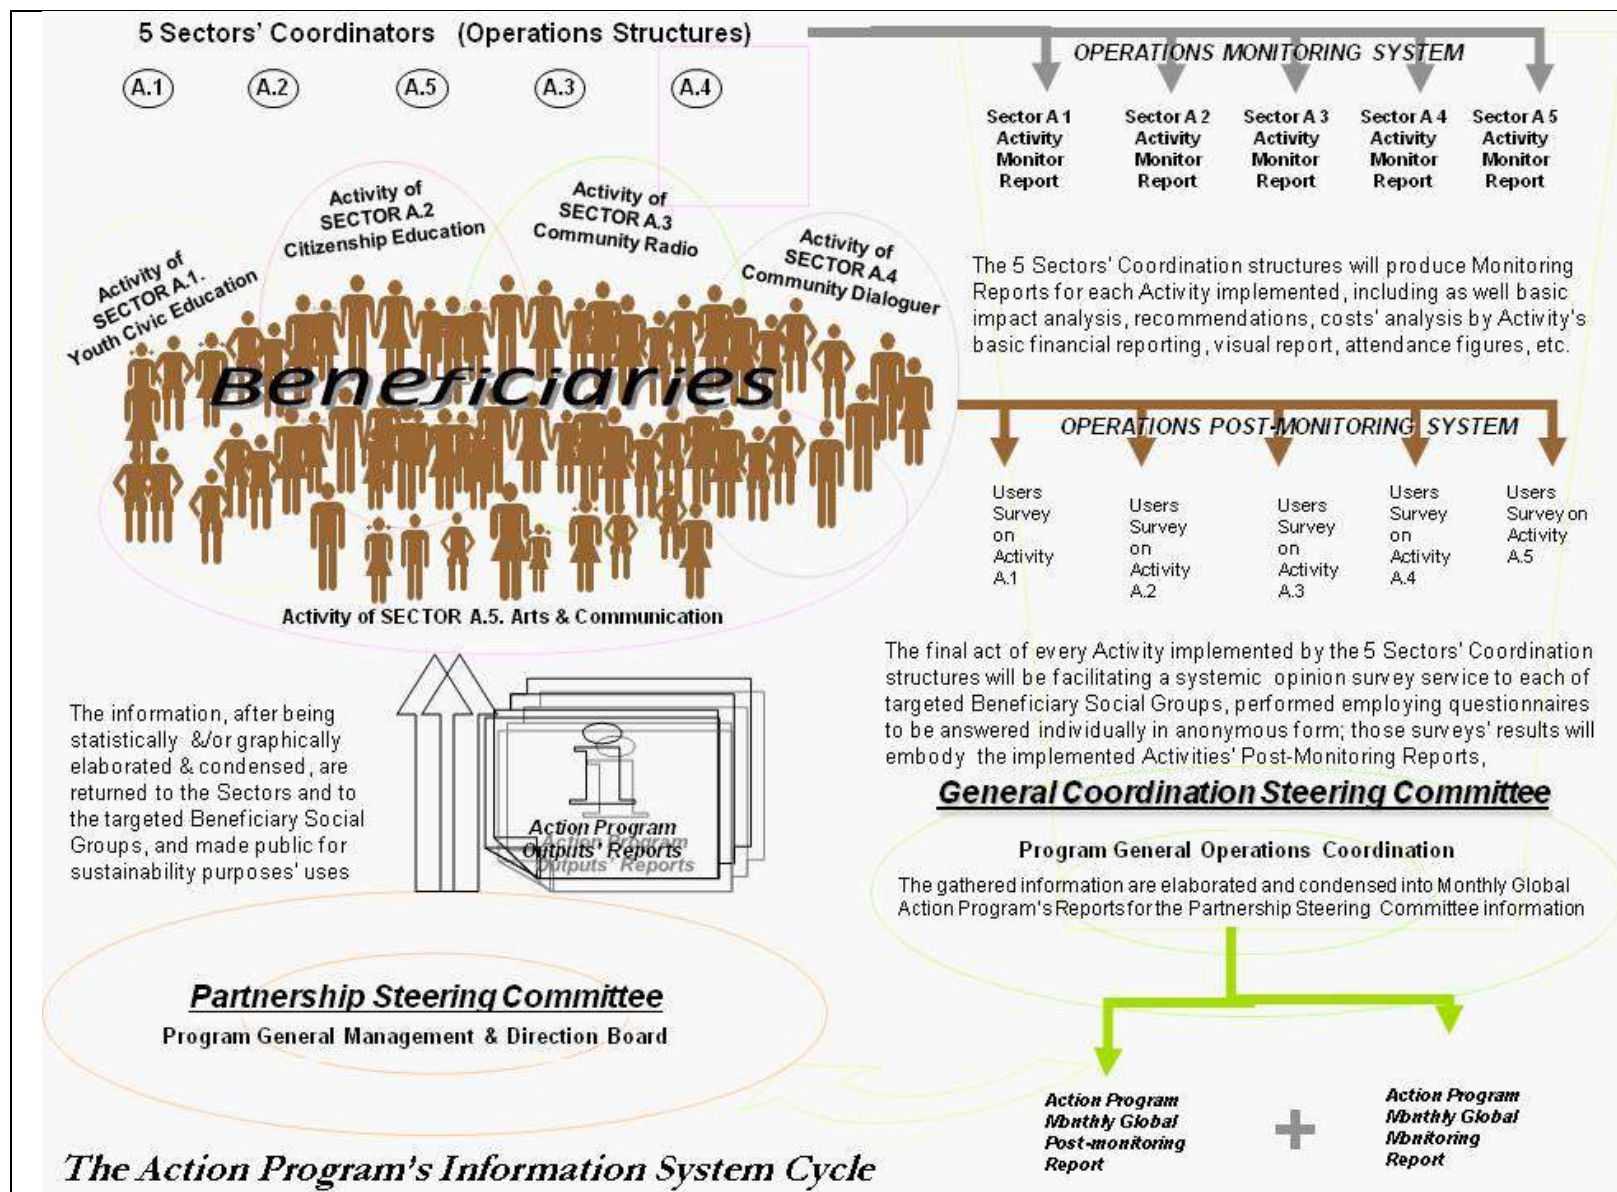 5 Sectors' Coordinators (Operations Structures)
A.1
A.2
A.5
A.3
A.4
OPERATIONS MONITORING SYSTEM
Sector A 1
Activity
Monitor
Report
Sector A 2
Activity
Monitor
Report
Sector A 3
Activity
Monitor
Report
Sector A 4
Activity
Monitor
Report
Sector A 5
Activity
Monitor
Report
Activity of
SECTOR A.1.
Youth Civic Education
Activity of
SECTOR A.2
Citizenship Education
Activity of
SECTOR A.3
Community Radio
Activity of
SECTOR A.4
Community Dialoguer
Beneficiaries
Activity of SECTOR A.5. Arts & Communication
The 5 Sectors' Coordination structures will produce Monitoring
Reports for each Activity implemented, including as well basic
impact analysis, recommendations, costs' analysis by Activity's
basic financial reporting, visual report, attendance figures, etc.
OPERATIONS POST-MONITORING SYSTEM
Users
Survey
on
Activity
A.1
Users
Survey
on
Activity
A.2
Users
Survey
on
Activity
A.3
Users
Survey
on
Activity
A.4
Users
Survey on
Activity
A.5
The final act of every Activity implemented by the 5 Sectors' Coordination
structures will be facilitating a systemic opinion survey service to each of
targeted Beneficiary Social Groups, performed employing questionnaires
to be answered individually in anonymous form; those surveys' results will
embody the implemented Activities' Post-Monitoring Reports,
General Coordination Steering Committee
Program General Operations Coordination
The gathered information are elaborated and condensed into Monthly Global
Action Program's Reports for the Partnership Steering Committee information
Action Program
Monthly Global
Post-monitoring
Report
+
Action Program
Monthly Global
Monitoring
Report
The information, after being
statistically &/or graphically
elaborated & condensed, are
returned to the Sectors and to
the targeted Beneficiary Social
Groups, and made public for
sustainability purposes' uses
i
Action Program
Outputs' Reports
Action Program
Outputs' Reports
Partnership Steering Committee
Program General Management & Direction Board
The Action Program's Information System Cycle